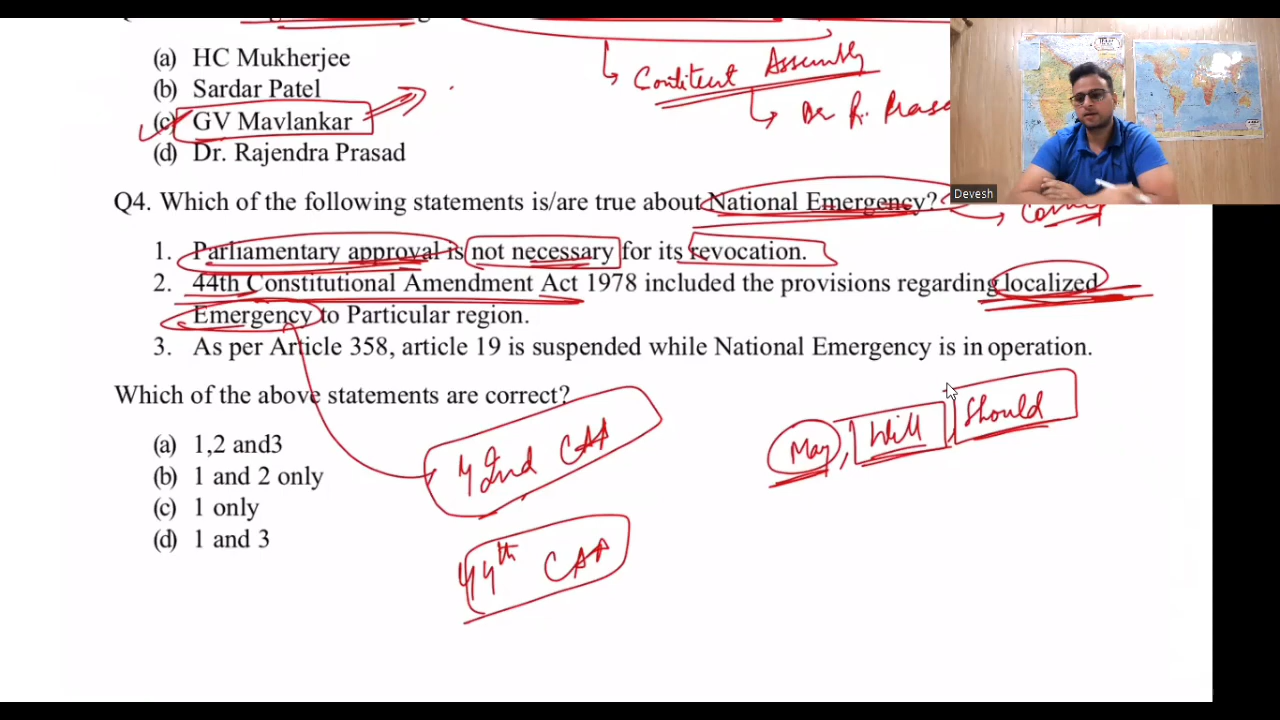 (a) HC Mukherjee
(b) Sardar Patel
(c) GV Mavlankar
(d) Dr. Rajendra Prasad
Contituent Assembly
Dr R. Prasa
Devesh
Q4. Which of the following statements is/are true about National Emergency?
1. Parliamentary approval is not necessary for its revocation.
2. 44th Constitutional Amendment Act 1978 included the provisions regarding localized
Emergency to Particular region.
3. As per Article 358, article 19 is suspended while National Emergency is in operation.
Which of the above statements are correct?
(a) 1,2 and3
(b) 1 and 2 only
(c) 1 only
(d) 1 and 3
42nd CAA
44th CAA
May, Will, Should